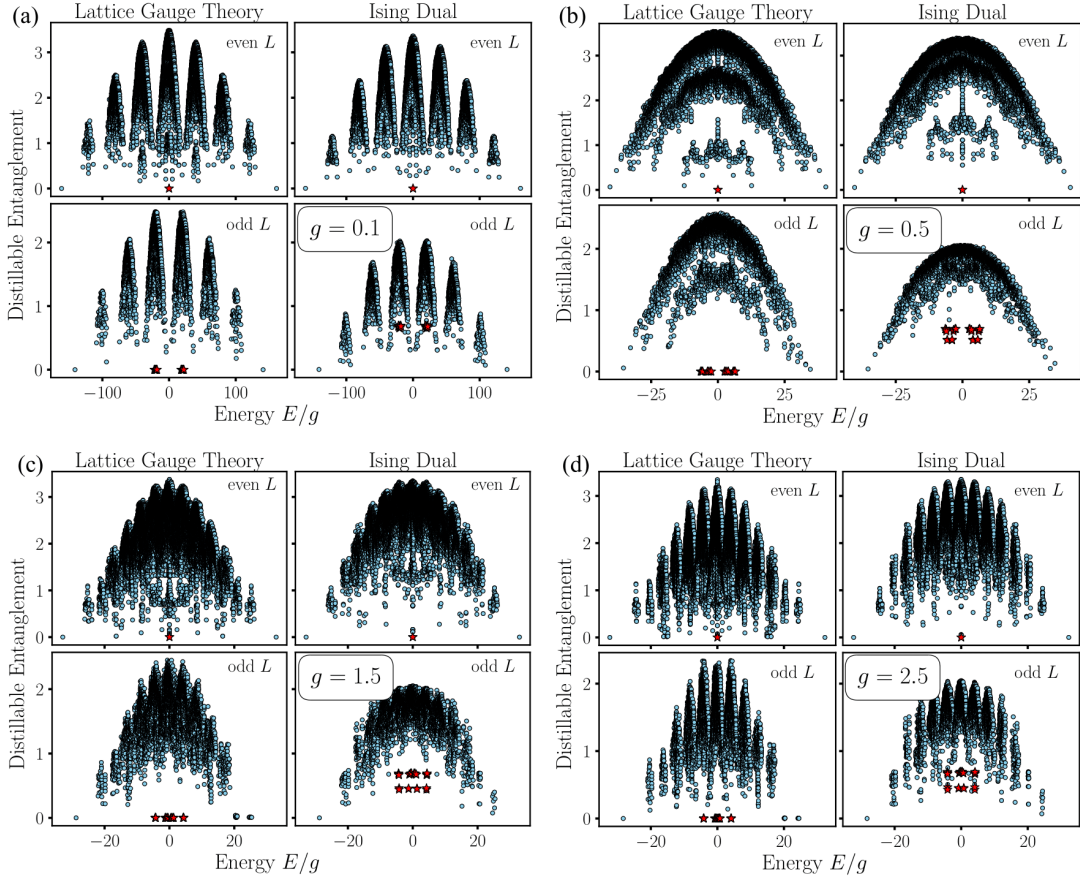 (a)
Lattice Gauge Theory
Ising Dual
even L
even L
3
2
1
0
odd L
g = 0.1
odd L
2
1
0
Distillable Entanglement
−100
0
100
−100
0
100
Energy E/g
(b)
Lattice Gauge Theory
Ising Dual
even L
even L
3
2
1
0
odd L
g = 0.5
odd L
2
1
0
Distillable Entanglement
−25
0
25
−25
0
25
Energy E/g
(c)
Lattice Gauge Theory
Ising Dual
even L
even L
3
2
1
0
odd L
g = 1.5
odd L
2
1
0
Distillable Entanglement
−20
0
20
−20
0
20
Energy E/g
(d)
Lattice Gauge Theory
Ising Dual
even L
even L
3
2
1
0
odd L
g = 2.5
odd L
2
1
0
Distillable Entanglement
−20
0
20
−20
0
20
Energy E/g